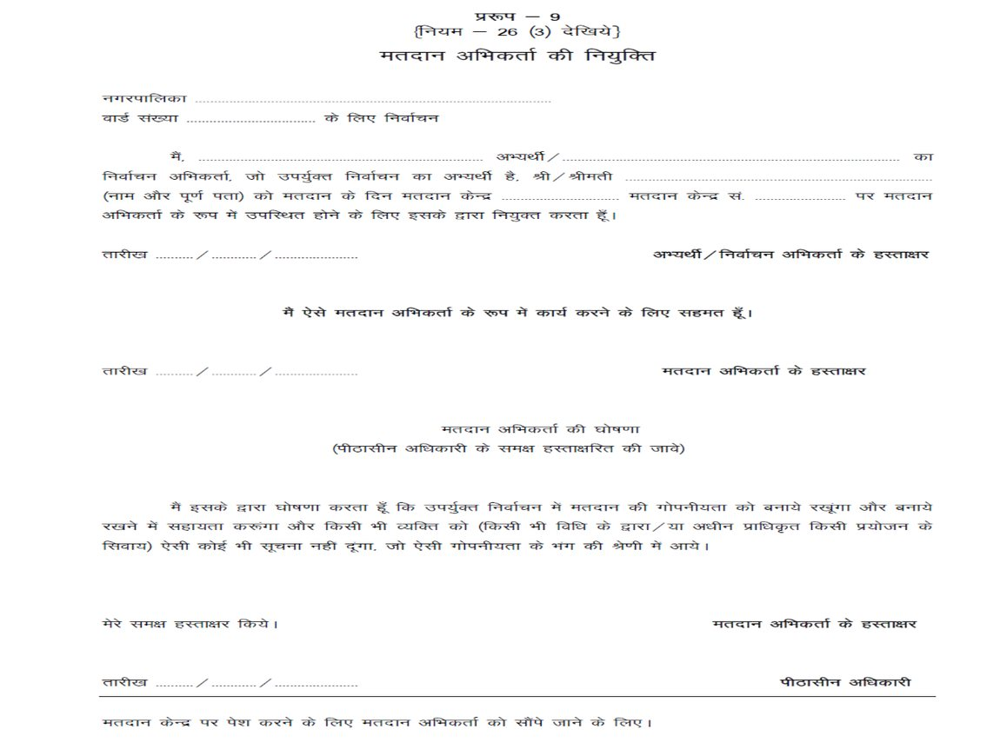 प्ररूप – 9
{नियम – 26 (3) देखिये}
मतदान अभिकर्ता की नियुक्ति
नगरपालिका ......................................................................................
वार्ड संख्या .................................. के लिए निर्वाचन
मैं, ........................................................................... अभ्यर्थी/......................................................................................... का
निर्वाचन अभिकर्ता, जो उपर्युक्त निर्वाचन का अभ्यर्थी है, श्री/श्रीमती .................................................................................
(नाम और पूर्ण पता) को मतदान के दिन मतदान केन्द्र ............................... मतदान केन्द्र सं. ........................ पर मतदान
अभिकर्ता के रूप में उपस्थित होने के लिए इसके द्वारा नियुक्त करता हूँ।
तारीख ........../............/...................... अभ्यर्थी/निर्वाचन अभिकर्ता के हस्ताक्षर
मैं ऐसे मतदान अभिकर्ता के रूप में कार्य करने के लिए सहमत हूँ।
तारीख ........../............/...................... मतदान अभिकर्ता के हस्ताक्षर
मतदान अभिकर्ता की घोषणा
(पीठासीन अधिकारी के समक्ष हस्ताक्षरित की जावे)
मैं इसके द्वारा घोषणा करता हूँ कि उपर्युक्त निर्वाचन में मतदान की गोपनीयता को बनाये रखूंगा और बनाये
रखने में सहायता करूंगा और किसी भी व्यक्ति को (किसी भी विधि के द्वारा/या अधीन प्राधिकृत किसी प्रयोजन के
सिवाय) ऐसी कोई भी सूचना नहीं दूंगा, जो ऐसी गोपनीयता के भंग की श्रेणी में आये।
मेरे समक्ष हस्ताक्षर किये। मतदान अभिकर्ता के हस्ताक्षर
तारीख ........../............/...................... पीठासीन अधिकारी
मतदान केन्द्र पर पेश करने के लिए मतदान अभिकर्ता को सौंपे जाने के लिए।